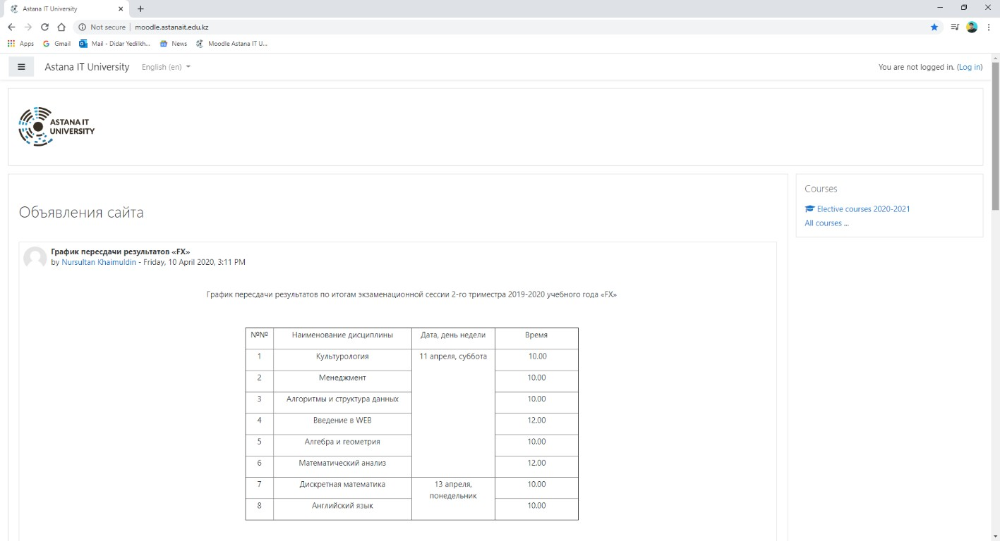 Astana IT University
Not secure | moodle.astanait.edu.kz
Apps Gmail Mail - Didar Yedilkh... News Moodle Astana IT U...
Astana IT University English (en) You are not logged in. (Log in)
ASTANA IT
UNIVERSITY
Объявления сайта
График пересдачи результатов «FX»
by Nursultan Khaimuldin - Friday, 10 April 2020, 3:11 PM
График пересдачи результатов по итогам экзаменационной сессии 2-го триместра 2019-2020 учебного года «FX»
№№ Наименование дисциплины Дата, день недели Время
1 Культурология 11 апреля, суббота 10.00
2 Менеджмент 10.00
3 Алгоритмы и структура данных 10.00
4 Введение в WEB 12.00
5 Алгебра и геометрия 10.00
6 Математический анализ 12.00
7 Дискретная математика 13 апреля, 10.00
понедельник
8 Английский язык 10.00
Courses
Elective courses 2020-2021
All courses ...